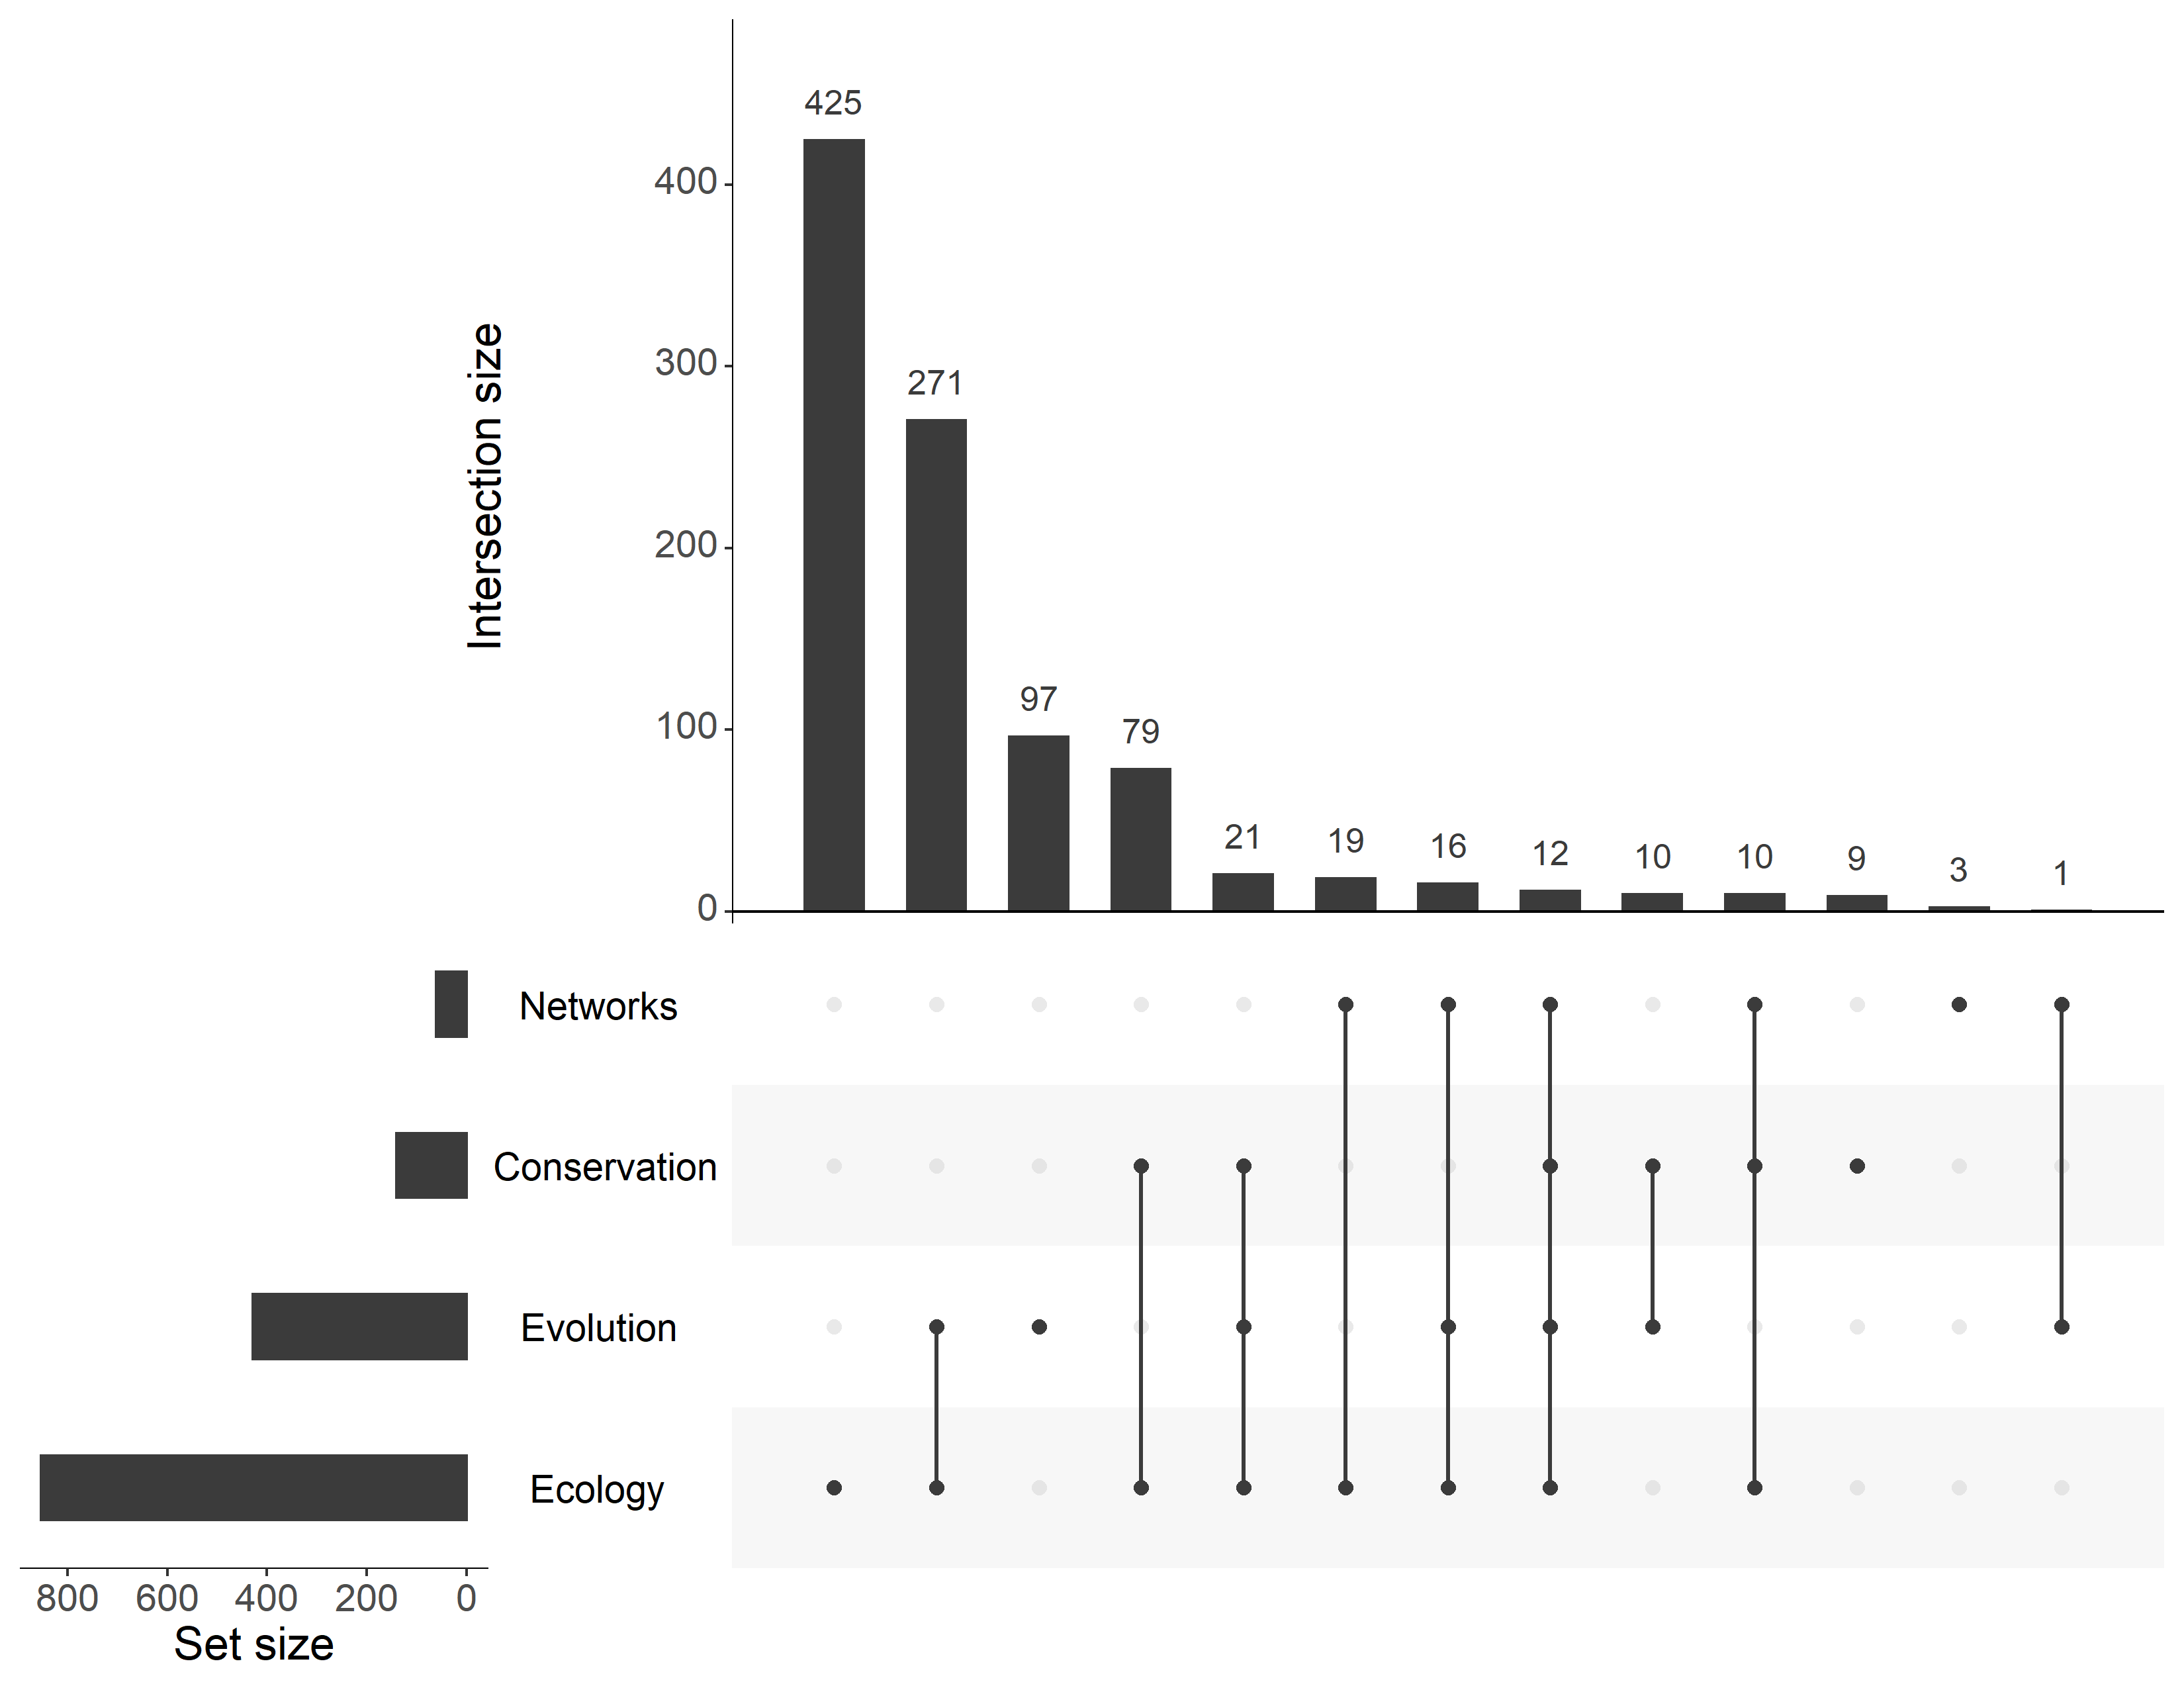 425
400
271
300
Intersection size
200
97
79
100
21 19 16 12 10 10 9 3 1
0
Networks
Conservation
Evolution
Ecology
800 600 400 200 0
Set size